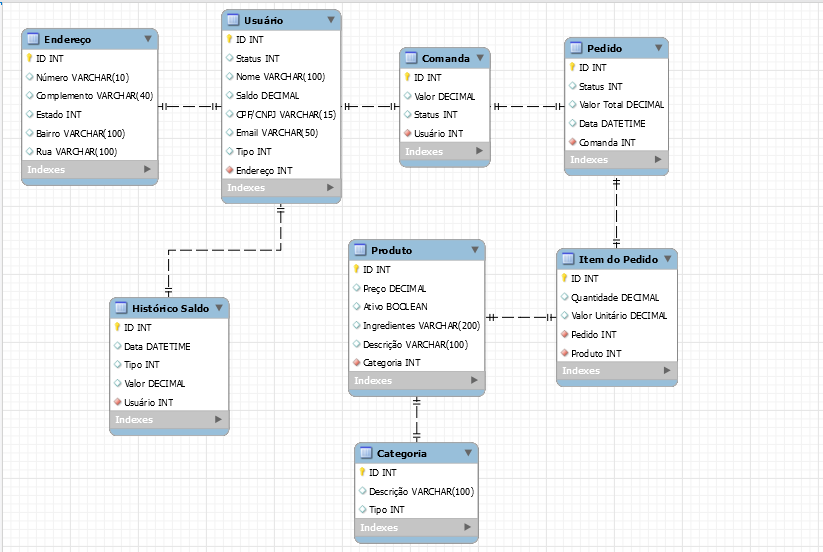 Endereço
ID INT
Número VARCHAR(10)
Complemento VARCHAR(40)
Estado INT
Bairro VARCHAR(100)
Rua VARCHAR(100)
Indexes
Usuário
ID INT
Status INT
Nome VARCHAR(100)
Saldo DECIMAL
CPF/CNPJ VARCHAR(15)
Email VARCHAR(50)
Tipo INT
Endereço INT
Indexes
Comanda
ID INT
Valor DECIMAL
Status INT
Usuário INT
Indexes
Pedido
ID INT
Status INT
Valor Total DECIMAL
Data DATETIME
Comanda INT
Indexes
Histórico Saldo
ID INT
Data DATETIME
Tipo INT
Valor DECIMAL
Usuário INT
Indexes
Produto
ID INT
Preço DECIMAL
Ativo BOOLEAN
Ingredientes VARCHAR(200)
Descrição VARCHAR(100)
Categoria INT
Indexes
Item do Pedido
ID INT
Quantidade DECIMAL
Valor Unitário DECIMAL
Pedido INT
Produto INT
Indexes
Categoria
ID INT
Descrição VARCHAR(100)
Tipo INT
Indexes